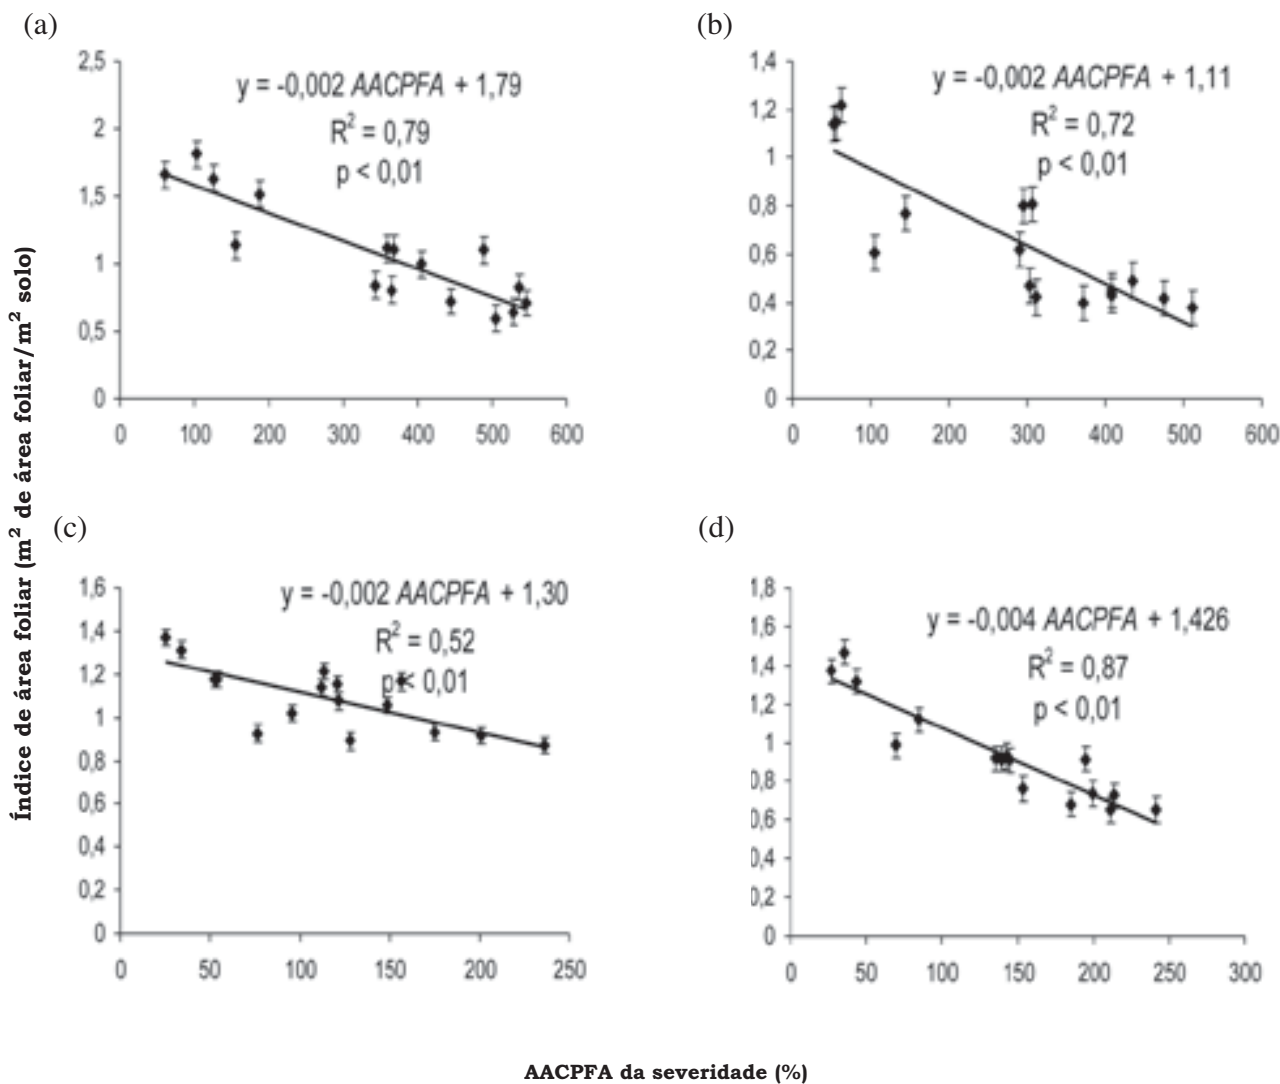 (a)
2,5
2
1,5
1
0,5
0
0 100 200 300 400 500 600
y = -0,002 AACPFA + 1,79
R² = 0,79
p < 0,01
(b)
1,4
1,2
1
0,8
0,6
0,4
0,2
0
0 100 200 300 400 500 600
y = -0,002 AACPFA + 1,11
R² = 0,72
p < 0,01
Índice de área foliar (m² de área foliar/m² solo)
(c)
1,6
1,4
1,2
1
0,8
0,6
0,4
0,2
0
0 50 100 150 200 250
y = -0,002 AACPFA + 1,30
R² = 0,52
p < 0,01
(d)
1,8
1,6
1,4
1,2
1
0,8
0,6
0,4
0,2
0
0 50 100 150 200 250 300
y = -0,004 AACPFA + 1,426
R² = 0,87
p < 0,01
AACPFA da severidade (%)